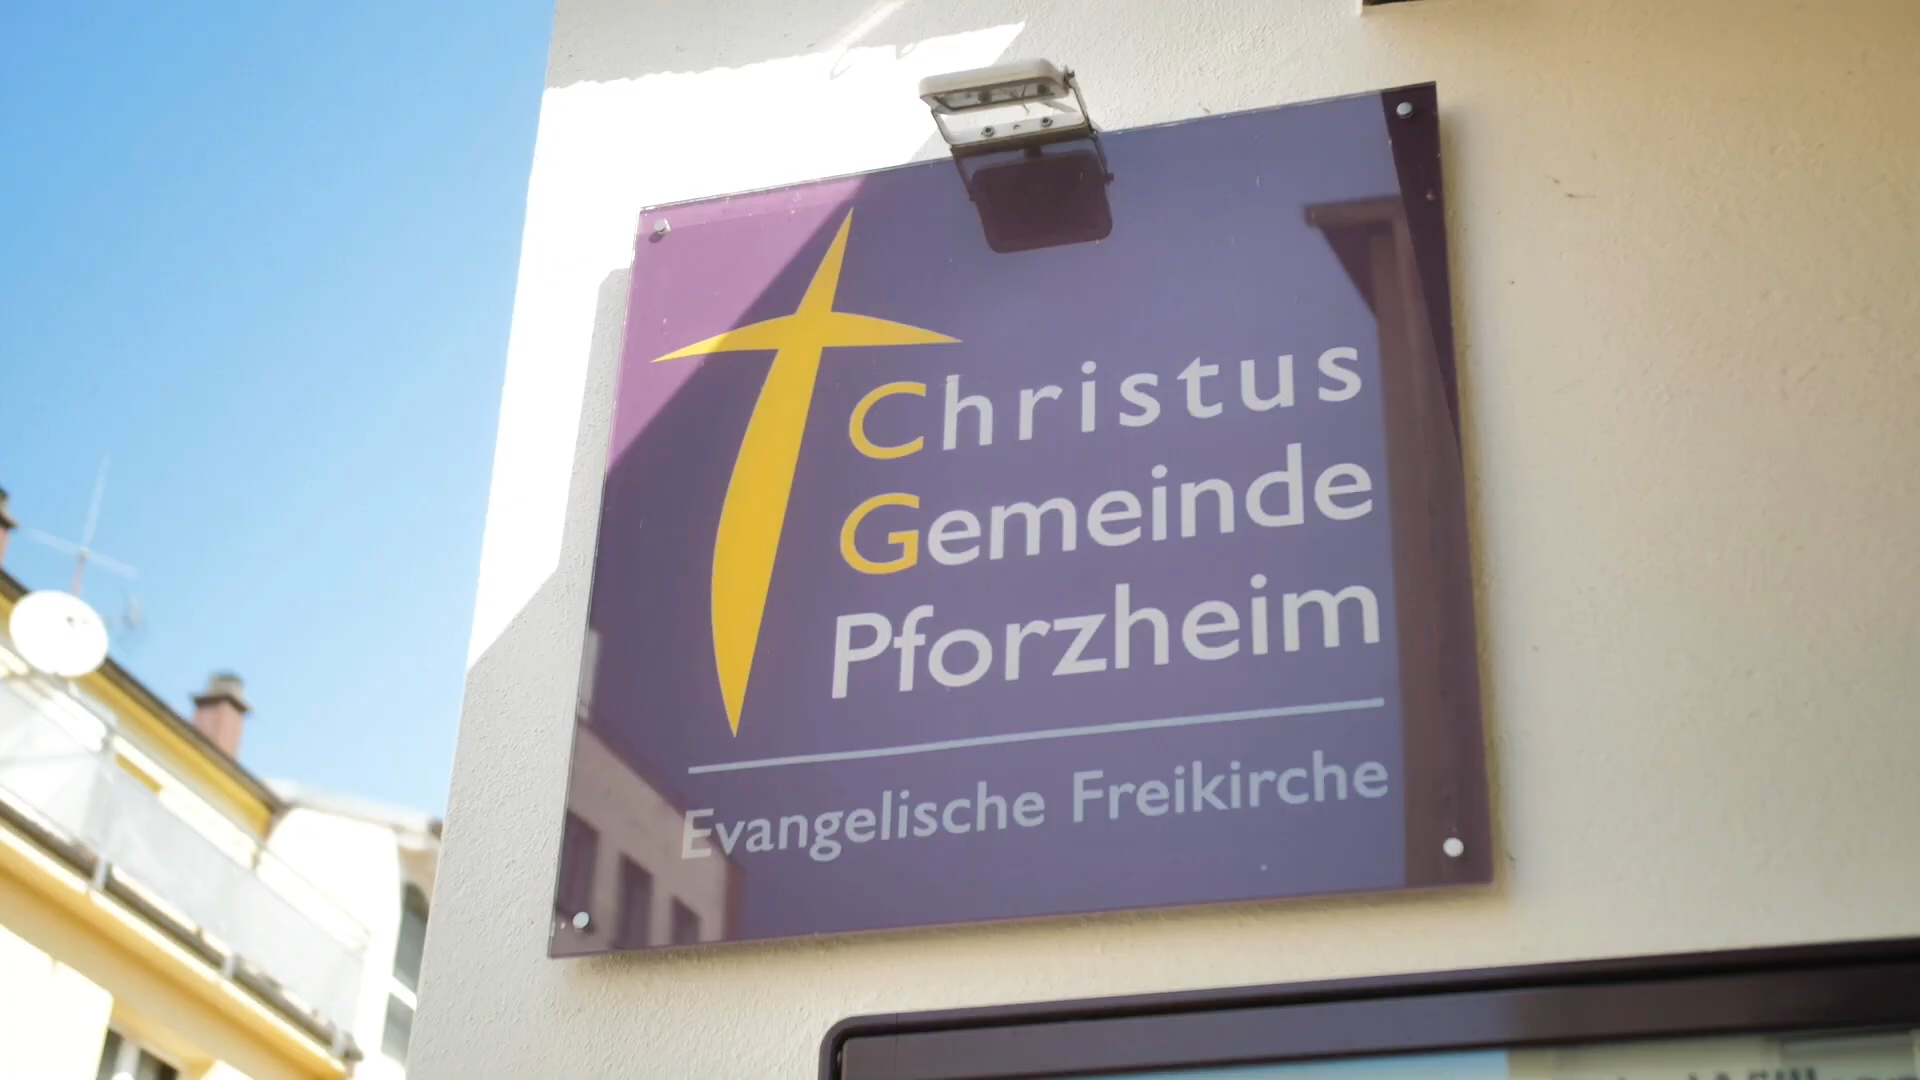 Christus
Gemeinde
Pforzheim
Evangelische Freikirche